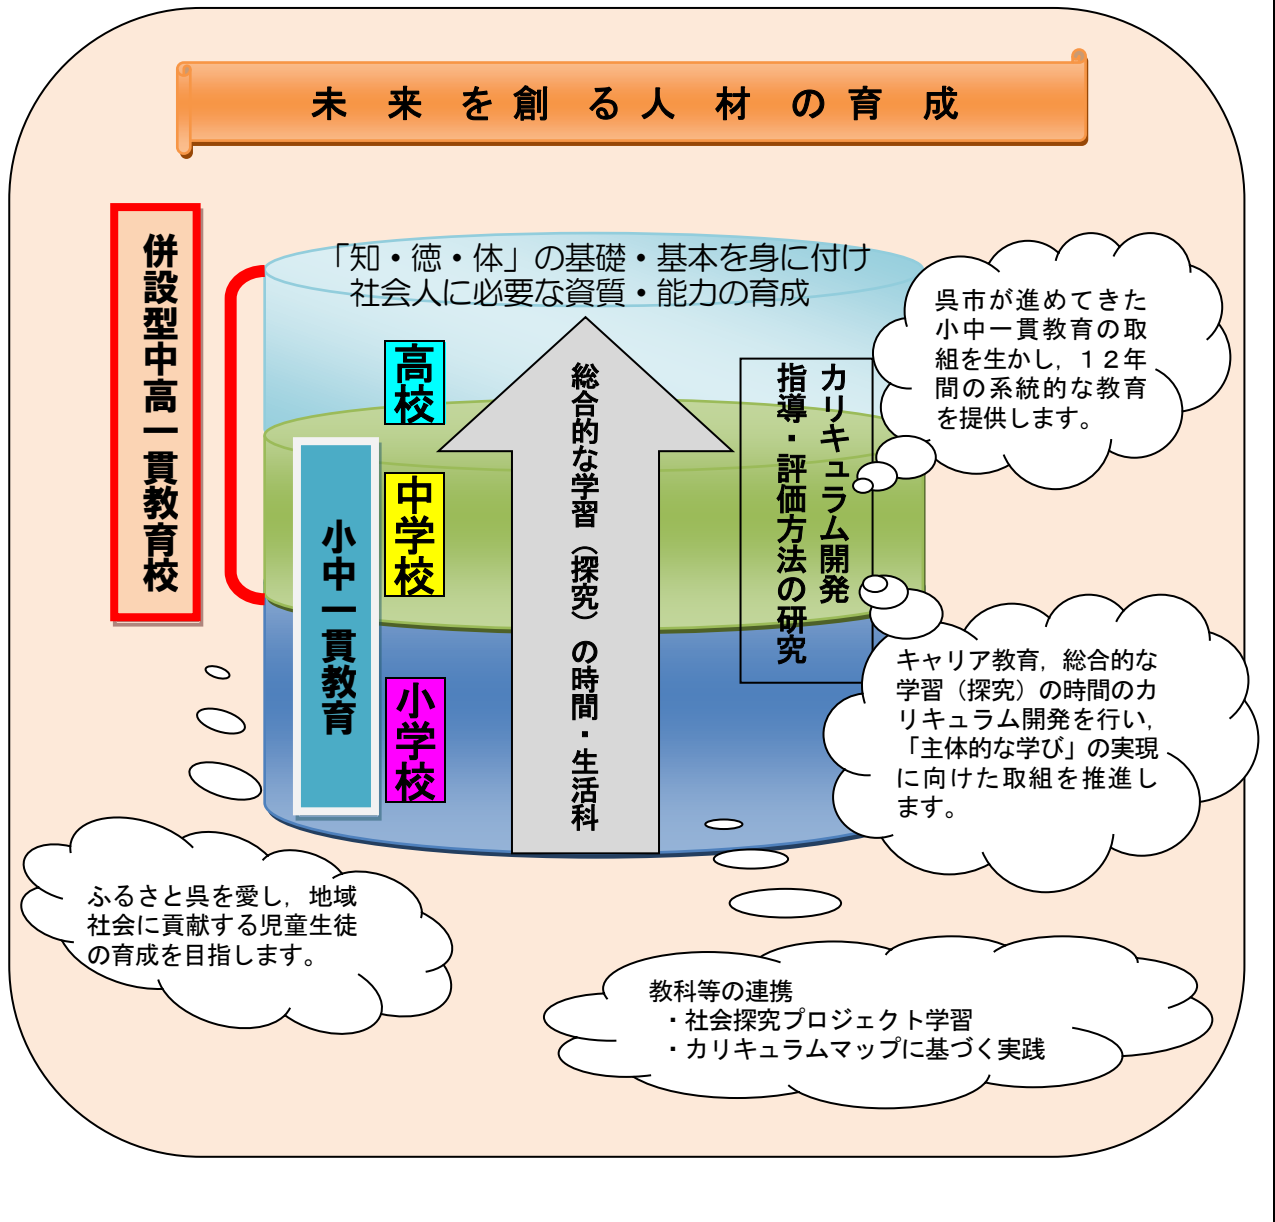 未来を創る人材の育成
併設型中高一貫教育校
「知・徳・体」の基礎・基本を身に付け
社会人に必要な資質・能力の育成
高校
中学校
小学校
小中一貫教育
総合的な学習（探究）の時間・生活科
カリキュラム開発
指導・評価方法の研究
呉市が進めてきた
小中一貫教育の取
組を生かし，１２年
間の系統的な教育
を提供します。
キャリア教育，総合的な
学習（探究）の時間のカ
リキュラム開発を行い，
「主体的な学び」の実現
に向けた取組を推進し
ます。
ふるさと呉を愛し，地域
社会に貢献する児童生徒
の育成を目指します。
教科等の連携
・社会探究プロジェクト学習
・カリキュラムマップに基づく実践